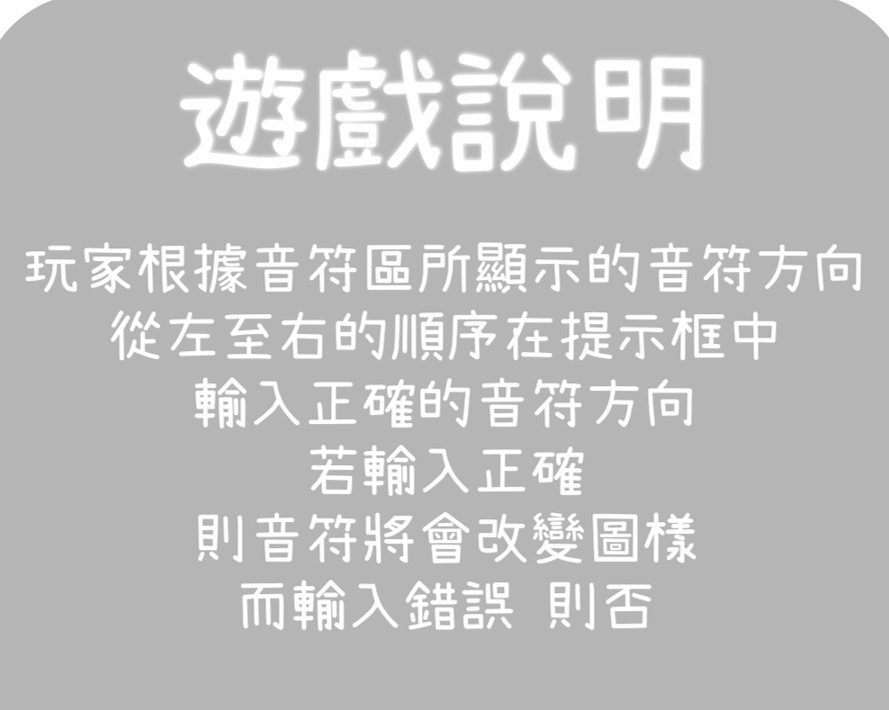 遊戲說明
玩家根據音符區所顯示的音符方向
從左至右的順序在提示框中
輸入正確的音符方向
若輸入正確
則音符將會改變圖樣
而輸入錯誤 則否